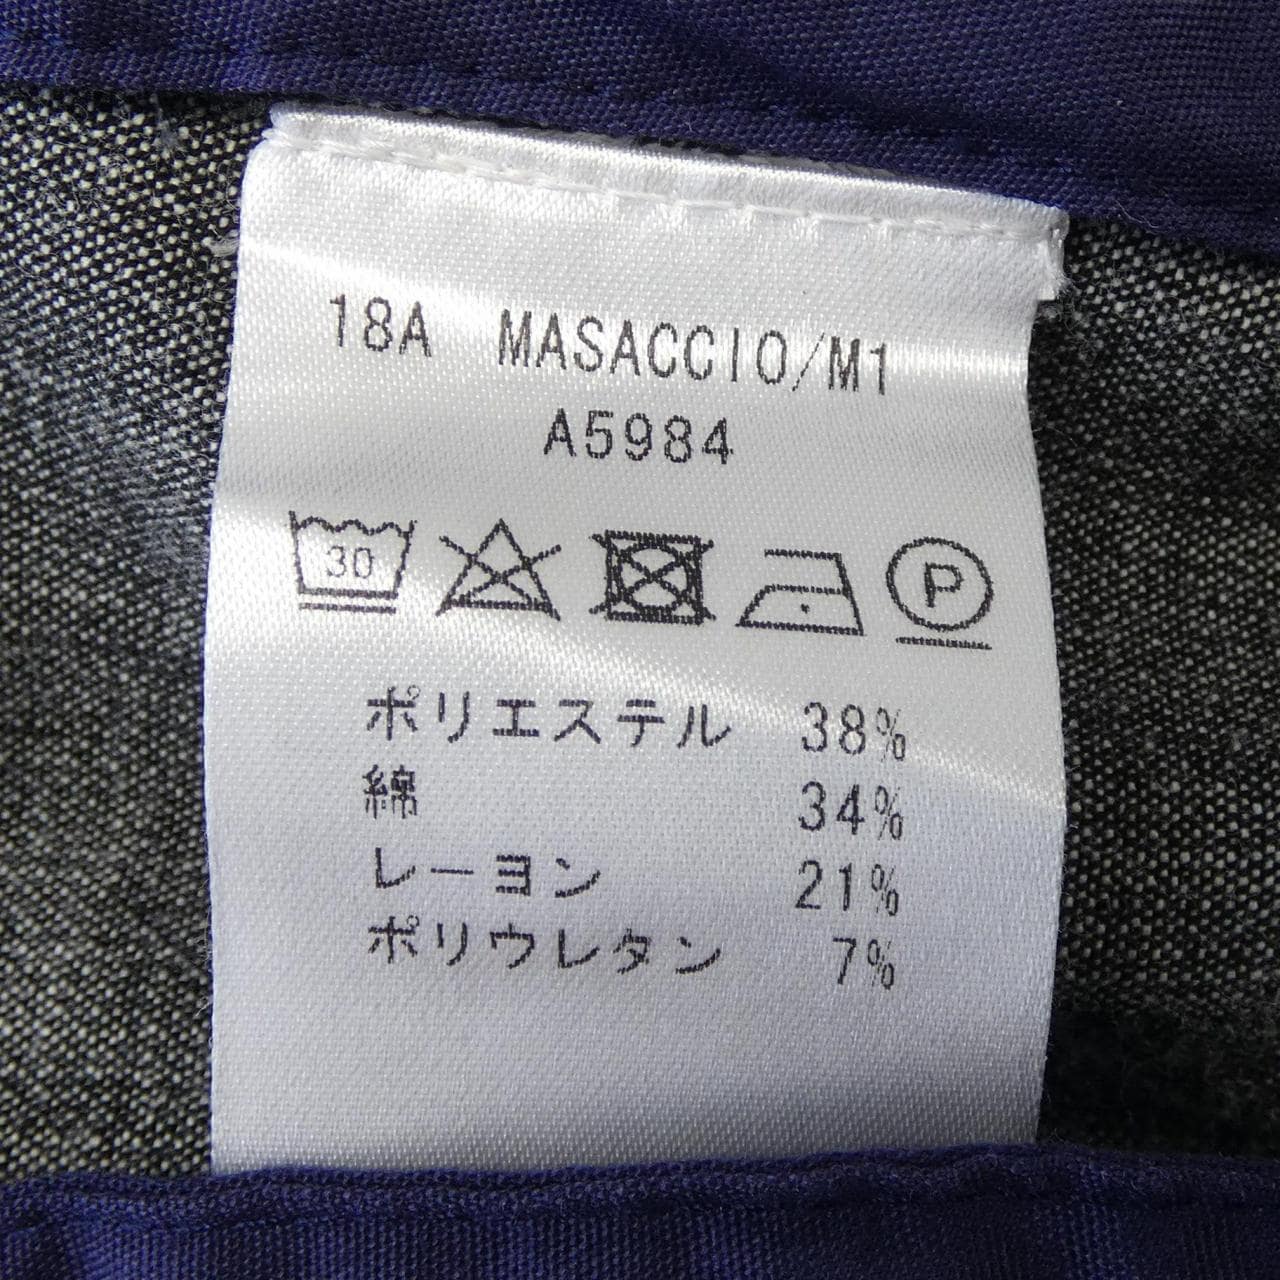 18A MASACCIO/M1
A5984
30 P
ポリエステル 38%
綿 34%
レーヨン 21%
ポリウレタン 7%